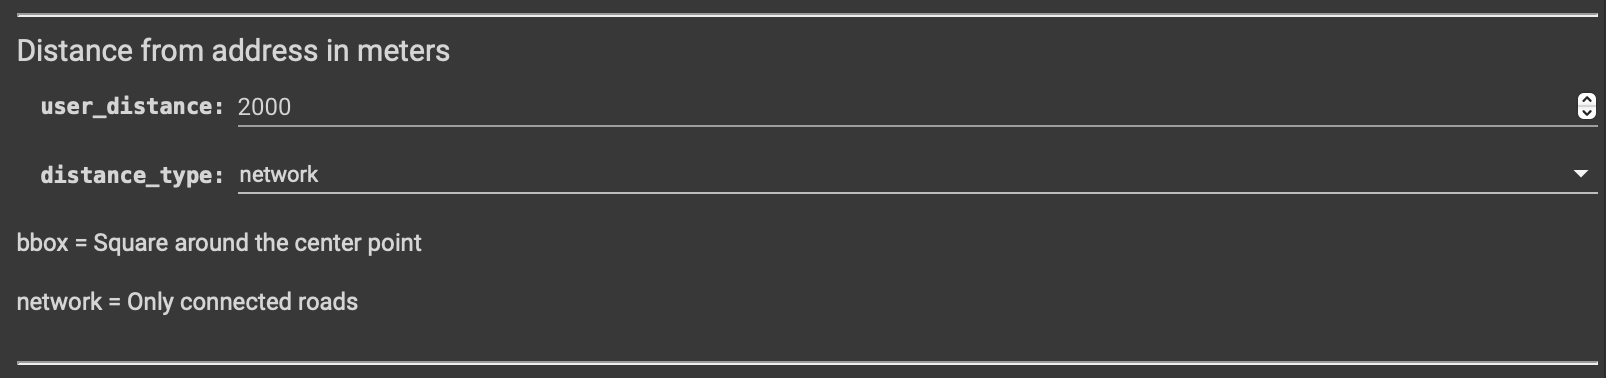 Distance from address in meters
user_distance: 2000
distance_type: network
bbox = Square around the center point
network = Only connected roads